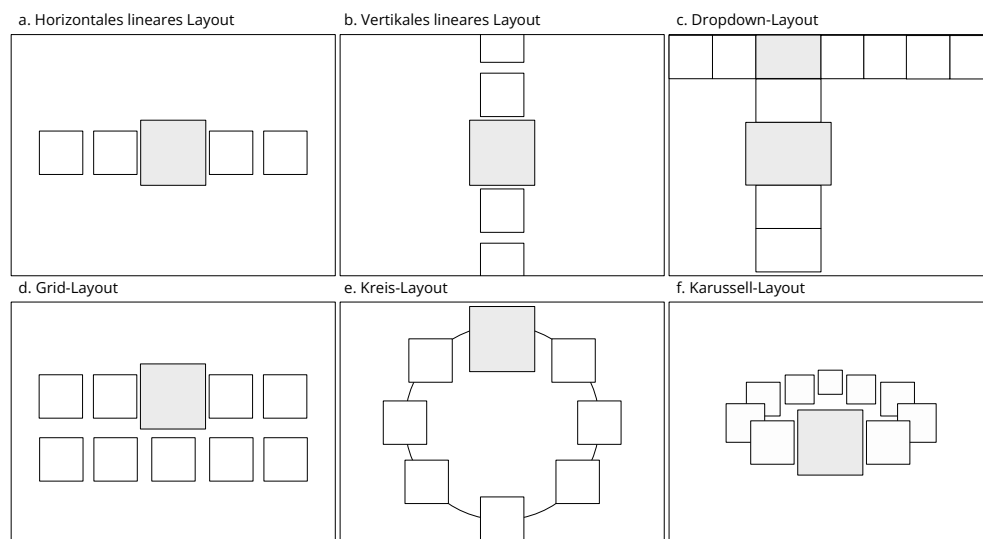 a. Horizontales lineares Layout
b. Vertikales lineares Layout
c. Dropdown-Layout
d. Grid-Layout
e. Kreis-Layout
f. Karussell-Layout